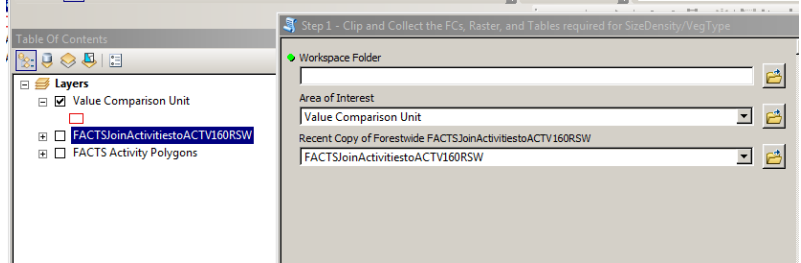 Table Of Contents
Layers
Value Comparison Unit
FACTSJoinActivitiestoACTV160RSW
FACTS Activity Polygons
Step 1 - Clip and Collect the FCs, Raster, and Tables required for SizeDensity/VegType
Workspace Folder
Area of Interest
Value Comparison Unit
Recent Copy of Forestwide FACTSJoinActivitiestoACTV160RSW
FACTSJoinActivitiestoACTV160RSW